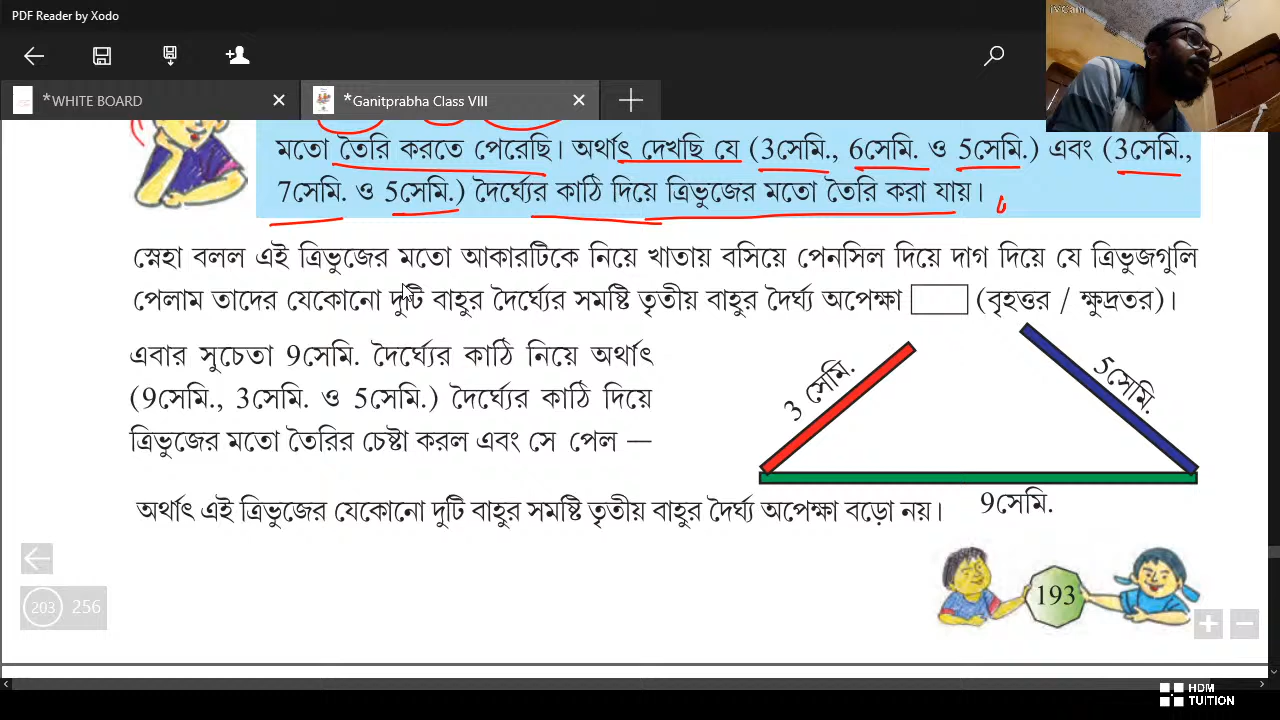 PDF Reader by Xodo
iVCam
*WHITE BOARD
*Ganitprabha Class VIII
মতো তৈরি করতে পেরেছি। অর্থাৎ দেখছি যে (3সেমি., 6সেমি. ও 5সেমি.) এবং (3সেমি.,
7সেমি. ও 5সেমি.) দৈর্ঘ্যের কাঠি দিয়ে ত্রিভুজের মতো তৈরি করা যায়।
স্নেহা বলল এই ত্রিভুজের মতো আকারটিকে নিয়ে খাতায় বসিয়ে পেনসিল দিয়ে দাগ দিয়ে যে ত্রিভুজগুলি
পেলাম তাদের যেকোনো দুটি বাহুর দৈর্ঘ্যের সমষ্টি তৃতীয় বাহুর দৈর্ঘ্য অপেক্ষা (বৃহত্তর / ক্ষুদ্রতর)।
এবার সুচেতা 9সেমি. দৈর্ঘ্যের কাঠি নিয়ে অর্থাৎ
(9সেমি., 3সেমি. ও 5সেমি.) দৈর্ঘ্যের কাঠি দিয়ে
ত্রিভুজের মতো তৈরির চেষ্টা করল এবং সে পেল —
3 সেমি.
5সেমি.
9সেমি.
অর্থাৎ এই ত্রিভুজের যেকোনো দুটি বাহুর সমষ্টি তৃতীয় বাহুর দৈর্ঘ্য অপেক্ষা বড়ো নয়।
193
203 256
HDM
TUITION